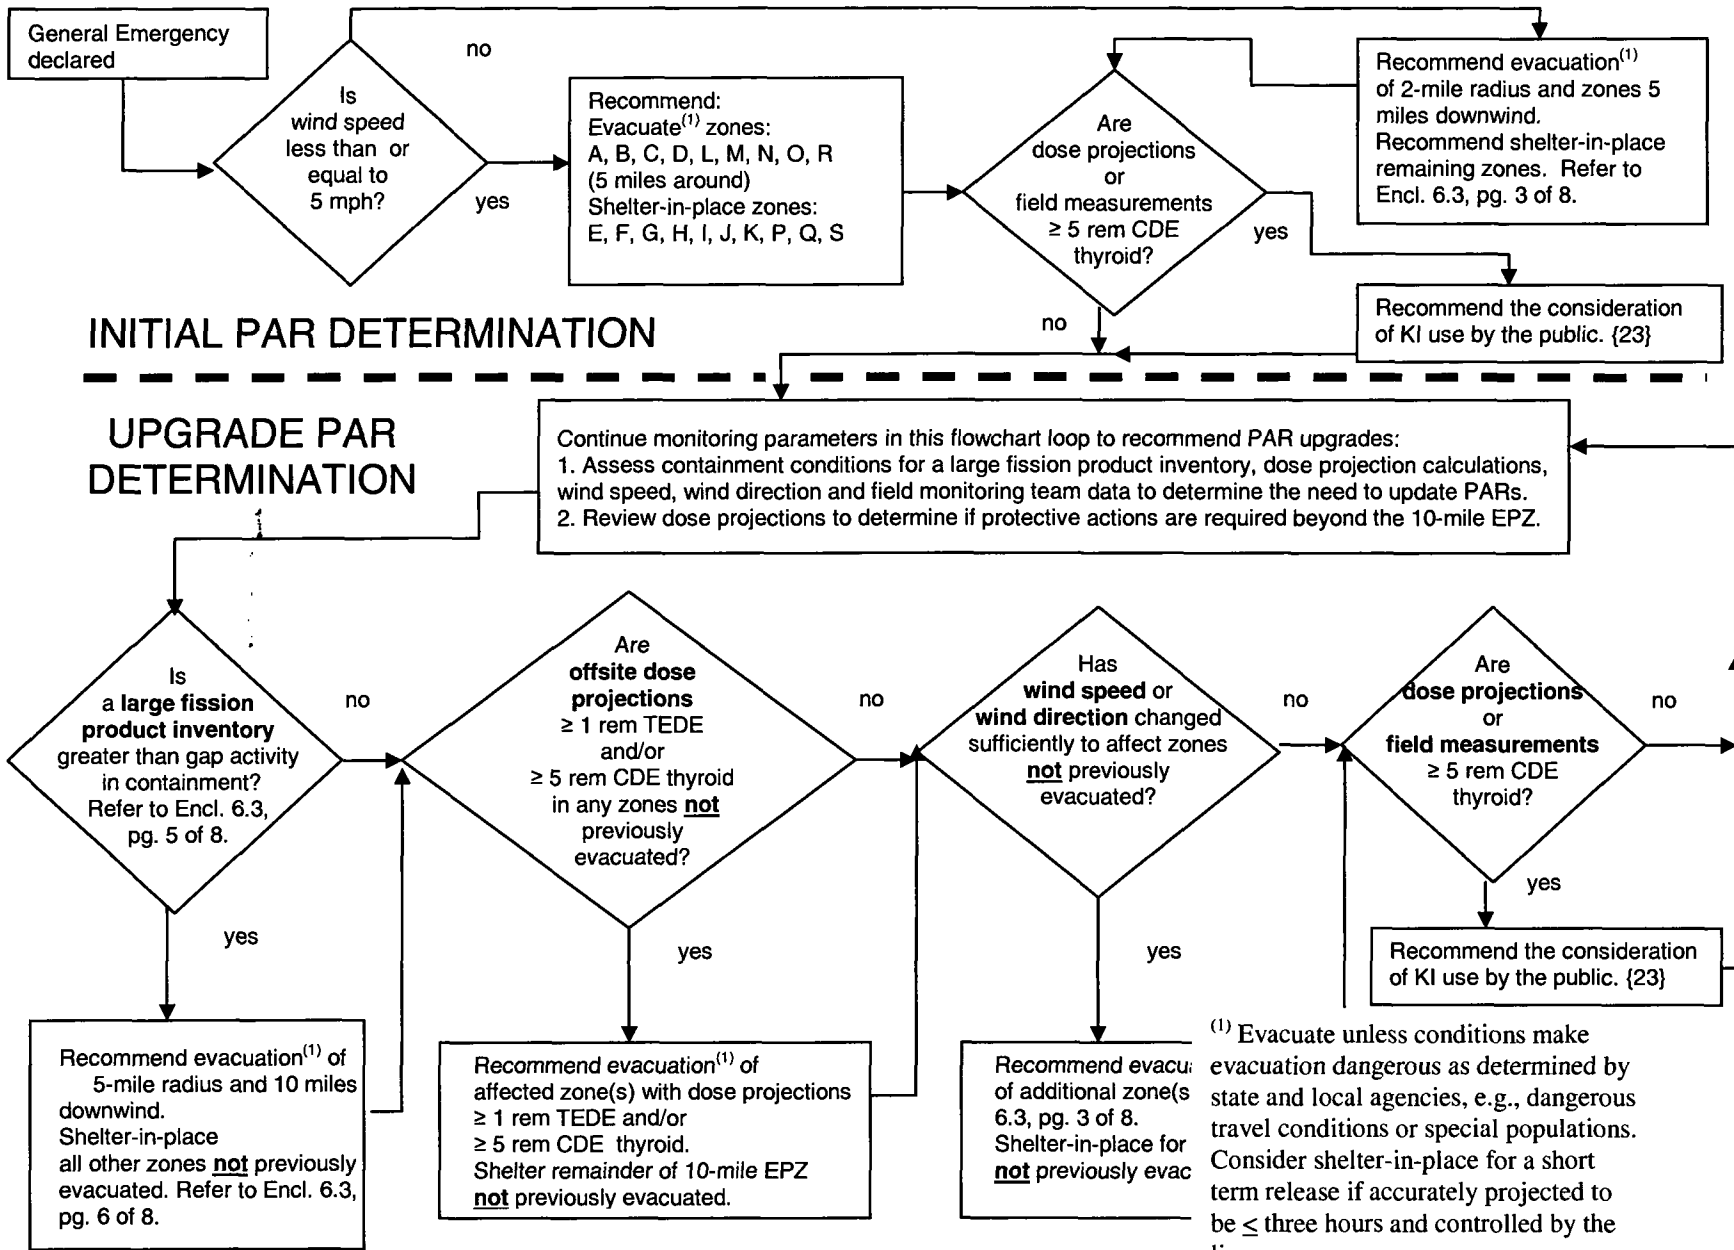 General Emergency
declared
no
Is
wind speed
less than or
equal to
5 mph?
yes
Recommend:
Evacuate(1) zones:
A, B, C, D, L, M, N, O, R
(5 miles around)
Shelter-in-place zones:
E, F, G, H, I, J, K, P, Q, S
Are
dose projections
or
field measurements
≥ 5 rem CDE
thyroid?
yes
no
Recommend evacuation(1)
of 2-mile radius and zones 5
miles downwind.
Recommend shelter-in-place
remaining zones. Refer to
Encl. 6.3, pg. 3 of 8.
Recommend the consideration
of KI use by the public. {23}
INITIAL PAR DETERMINATION
UPGRADE PAR
DETERMINATION
Continue monitoring parameters in this flowchart loop to recommend PAR upgrades:
1. Assess containment conditions for a large fission product inventory, dose projection calculations,
wind speed, wind direction and field monitoring team data to determine the need to update PARs.
2. Review dose projections to determine if protective actions are required beyond the 10-mile EPZ.
Is
a large fission
product inventory
greater than gap activity
in containment?
Refer to Encl. 6.3,
pg. 5 of 8.
no
yes
Recommend evacuation(1) of
5-mile radius and 10 miles
downwind.
Shelter-in-place
all other zones not previously
evacuated. Refer to Encl. 6.3,
pg. 6 of 8.
Are
offsite dose
projections
≥ 1 rem TEDE
and/or
≥ 5 rem CDE thyroid
in any zones not
previously
evacuated?
no
yes
Recommend evacuation(1) of
affected zone(s) with dose projections
≥ 1 rem TEDE and/or
≥ 5 rem CDE thyroid.
Shelter remainder of 10-mile EPZ
not previously evacuated.
Has
wind speed or
wind direction changed
sufficiently to affect zones
not previously
evacuated?
no
yes
Recommend evacu
of additional zone(s
6.3, pg. 3 of 8.
Shelter-in-place for
not previously evac
Are
dose projections
or
field measurements
≥ 5 rem CDE
thyroid?
no
yes
Recommend the consideration
of KI use by the public. {23}
(1) Evacuate unless conditions make
evacuation dangerous as determined by
state and local agencies, e.g., dangerous
travel conditions or special populations.
Consider shelter-in-place for a short
term release if accurately projected to
be ≤ three hours and controlled by the